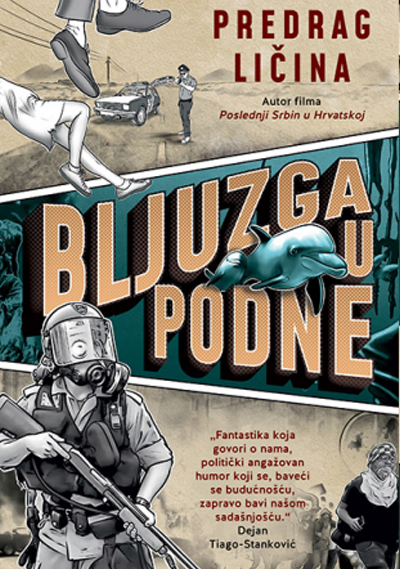 PREDRAG
LIČINA
Autor filma
Poslednji Srbin u Hrvatskoj
BLJUZGA
U
PODNE
„Fantastika koja
govori o nama,
politički angažovan
humor koji se, baveći
se budućnošću,
zapravo bavi našom
sadašnjošću.“
Dejan
Tiago-Stanković